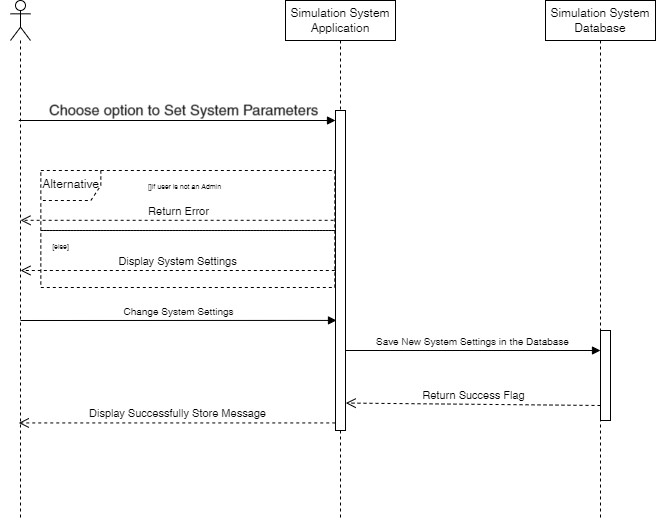 Simulation System
Application
Simulation System
Database
Choose option to Set System Parameters
Alternative
[]If user is not an Admin
Return Error
[else]
Display System Settings
Change System Settings
Save New System Settings in the Database
Return Success Flag
Display Successfully Store Message